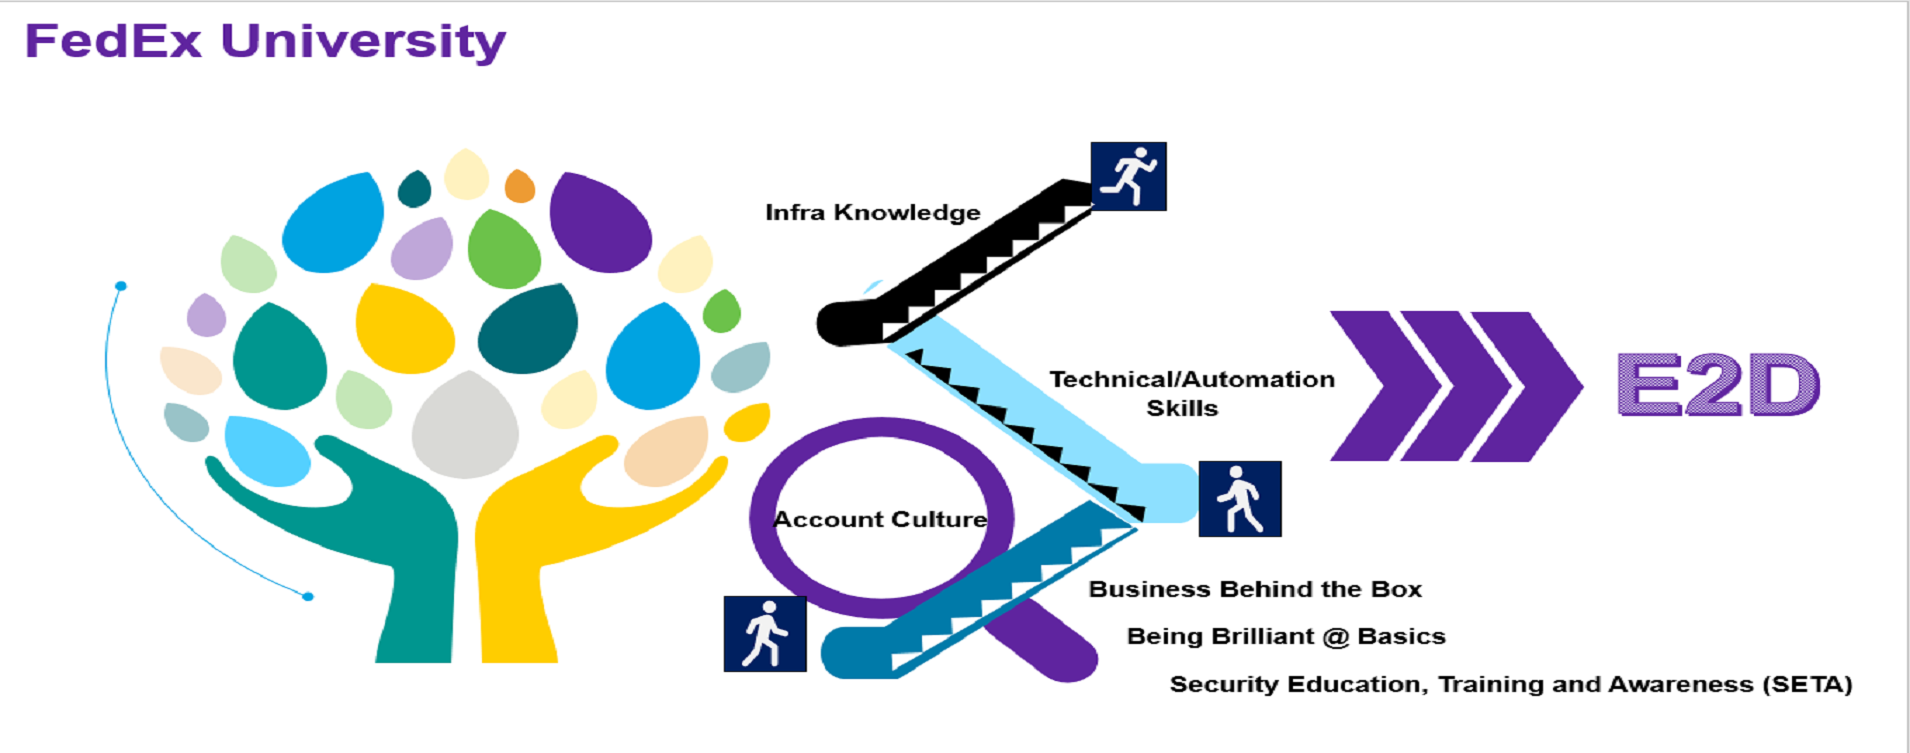 FedEx University
Infra Knowledge
Technical/Automation
Skills
E2D
Account Culture
Business Behind the Box
Being Brilliant @ Basics
Security Education, Training and Awareness (SETA)